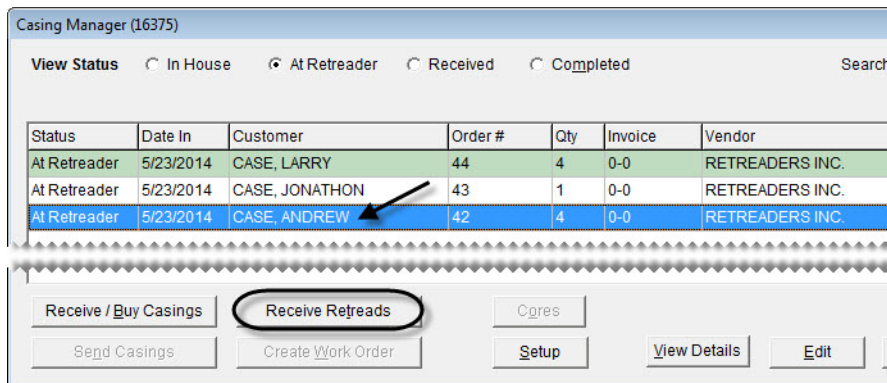 Casing Manager (16375)
View Status In House At Retreader Received Completed Search
Status Date In Customer Order # Qty Invoice Vendor
At Retreader 5/23/2014 CASE, LARRY 44 4 0-0 RETREADERS INC.
At Retreader 5/23/2014 CASE, JONATHON 43 1 0-0 RETREADERS INC.
At Retreader 5/23/2014 CASE, ANDREW 42 4 0-0 RETREADERS INC.
Receive / Buy Casings Receive Retreads Cores
Send Casings Create Work Order Setup View Details Edit